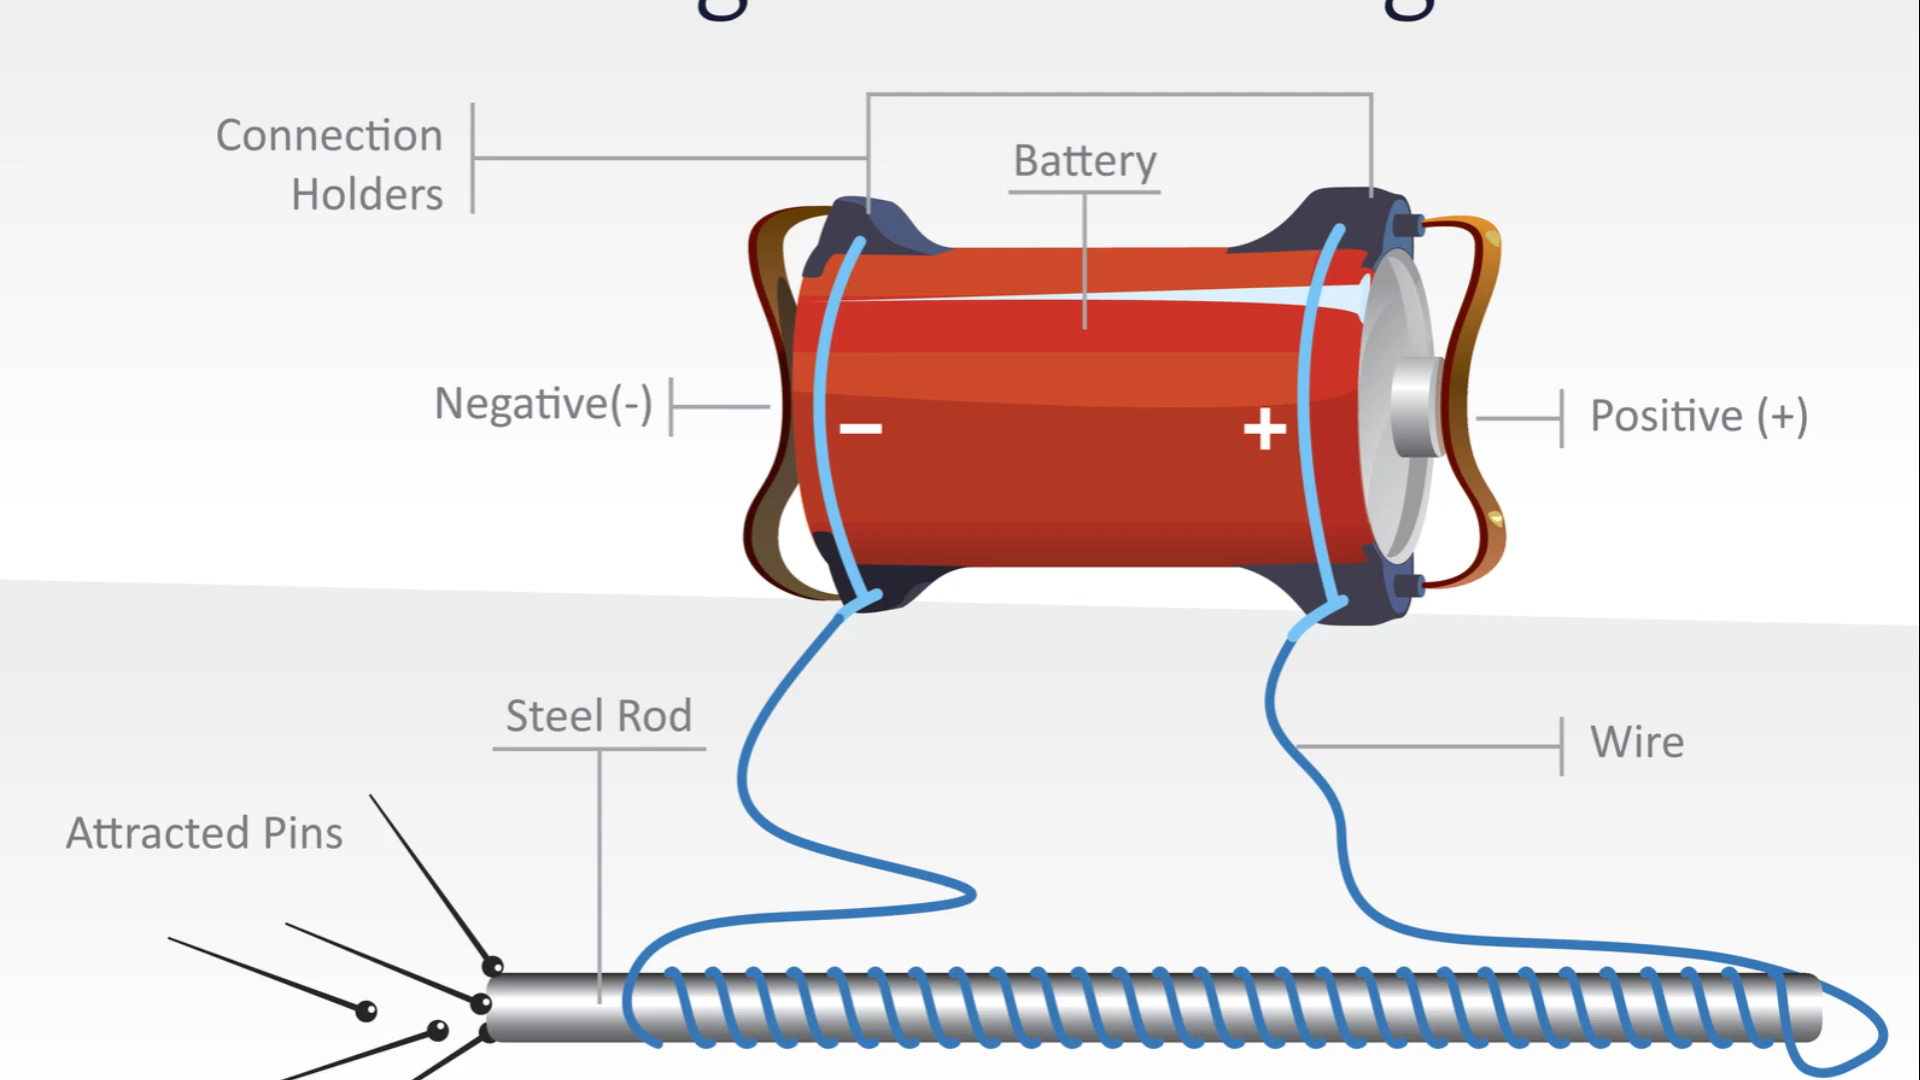 Connection
Holders
Battery
Negative(-)
−
+
Positive (+)
Steel Rod
Wire
Attracted Pins